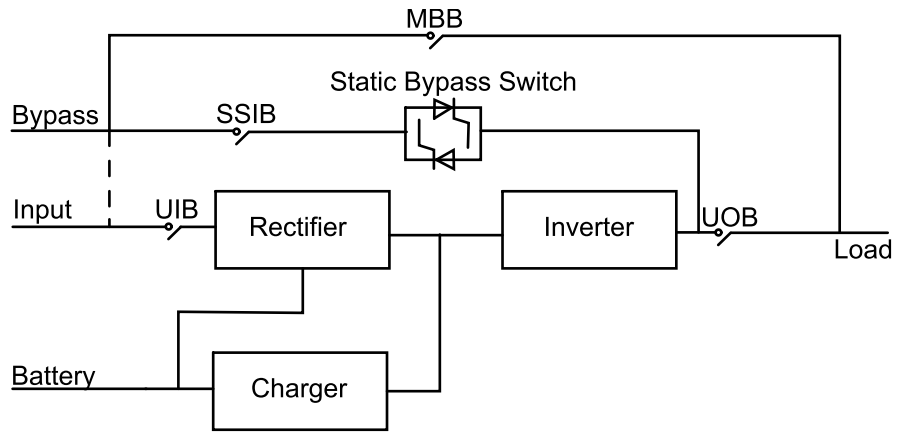 MBB
Static Bypass Switch
Bypass
SSIB
Input
UIB
Rectifier
Inverter
UOB
Load
Battery
Charger